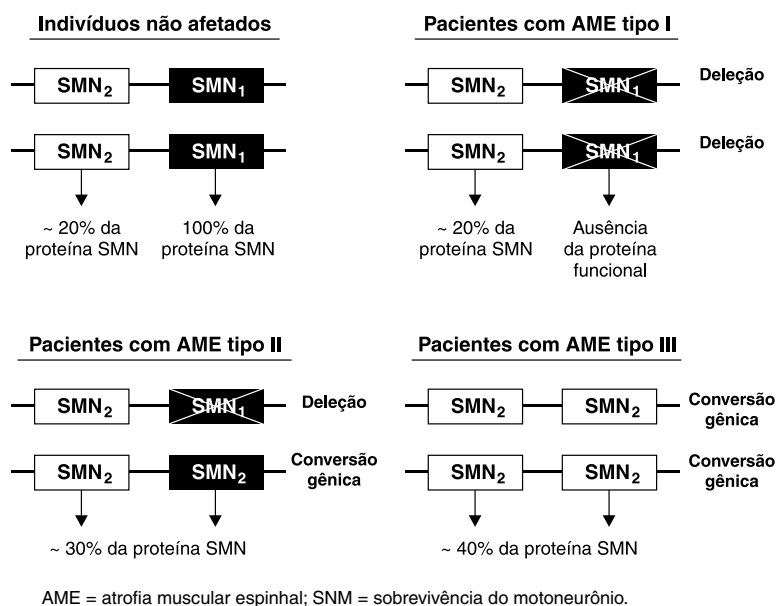 Indivíduos não afetados
SMN₂ SMN₁
SMN₂ SMN₁
~ 20% da
proteína SMN
100% da
proteína SMN
Pacientes com AME tipo I
SMN₂ SMN₁ Deleção
SMN₂ SMN₁ Deleção
~ 20% da
proteína SMN
Ausência
da proteína
funcional
Pacientes com AME tipo II
SMN₂ SMN₁ Deleção
SMN₂ SMN₂ Conversão
gênica
~ 30% da proteína SMN
Pacientes com AME tipo III
SMN₂ SMN₂ Conversão
gênica
SMN₂ SMN₂ Conversão
gênica
~ 40% da proteína SMN
AME = atrofia muscular espinhal; SNM = sobrevivência do motoneurônio.